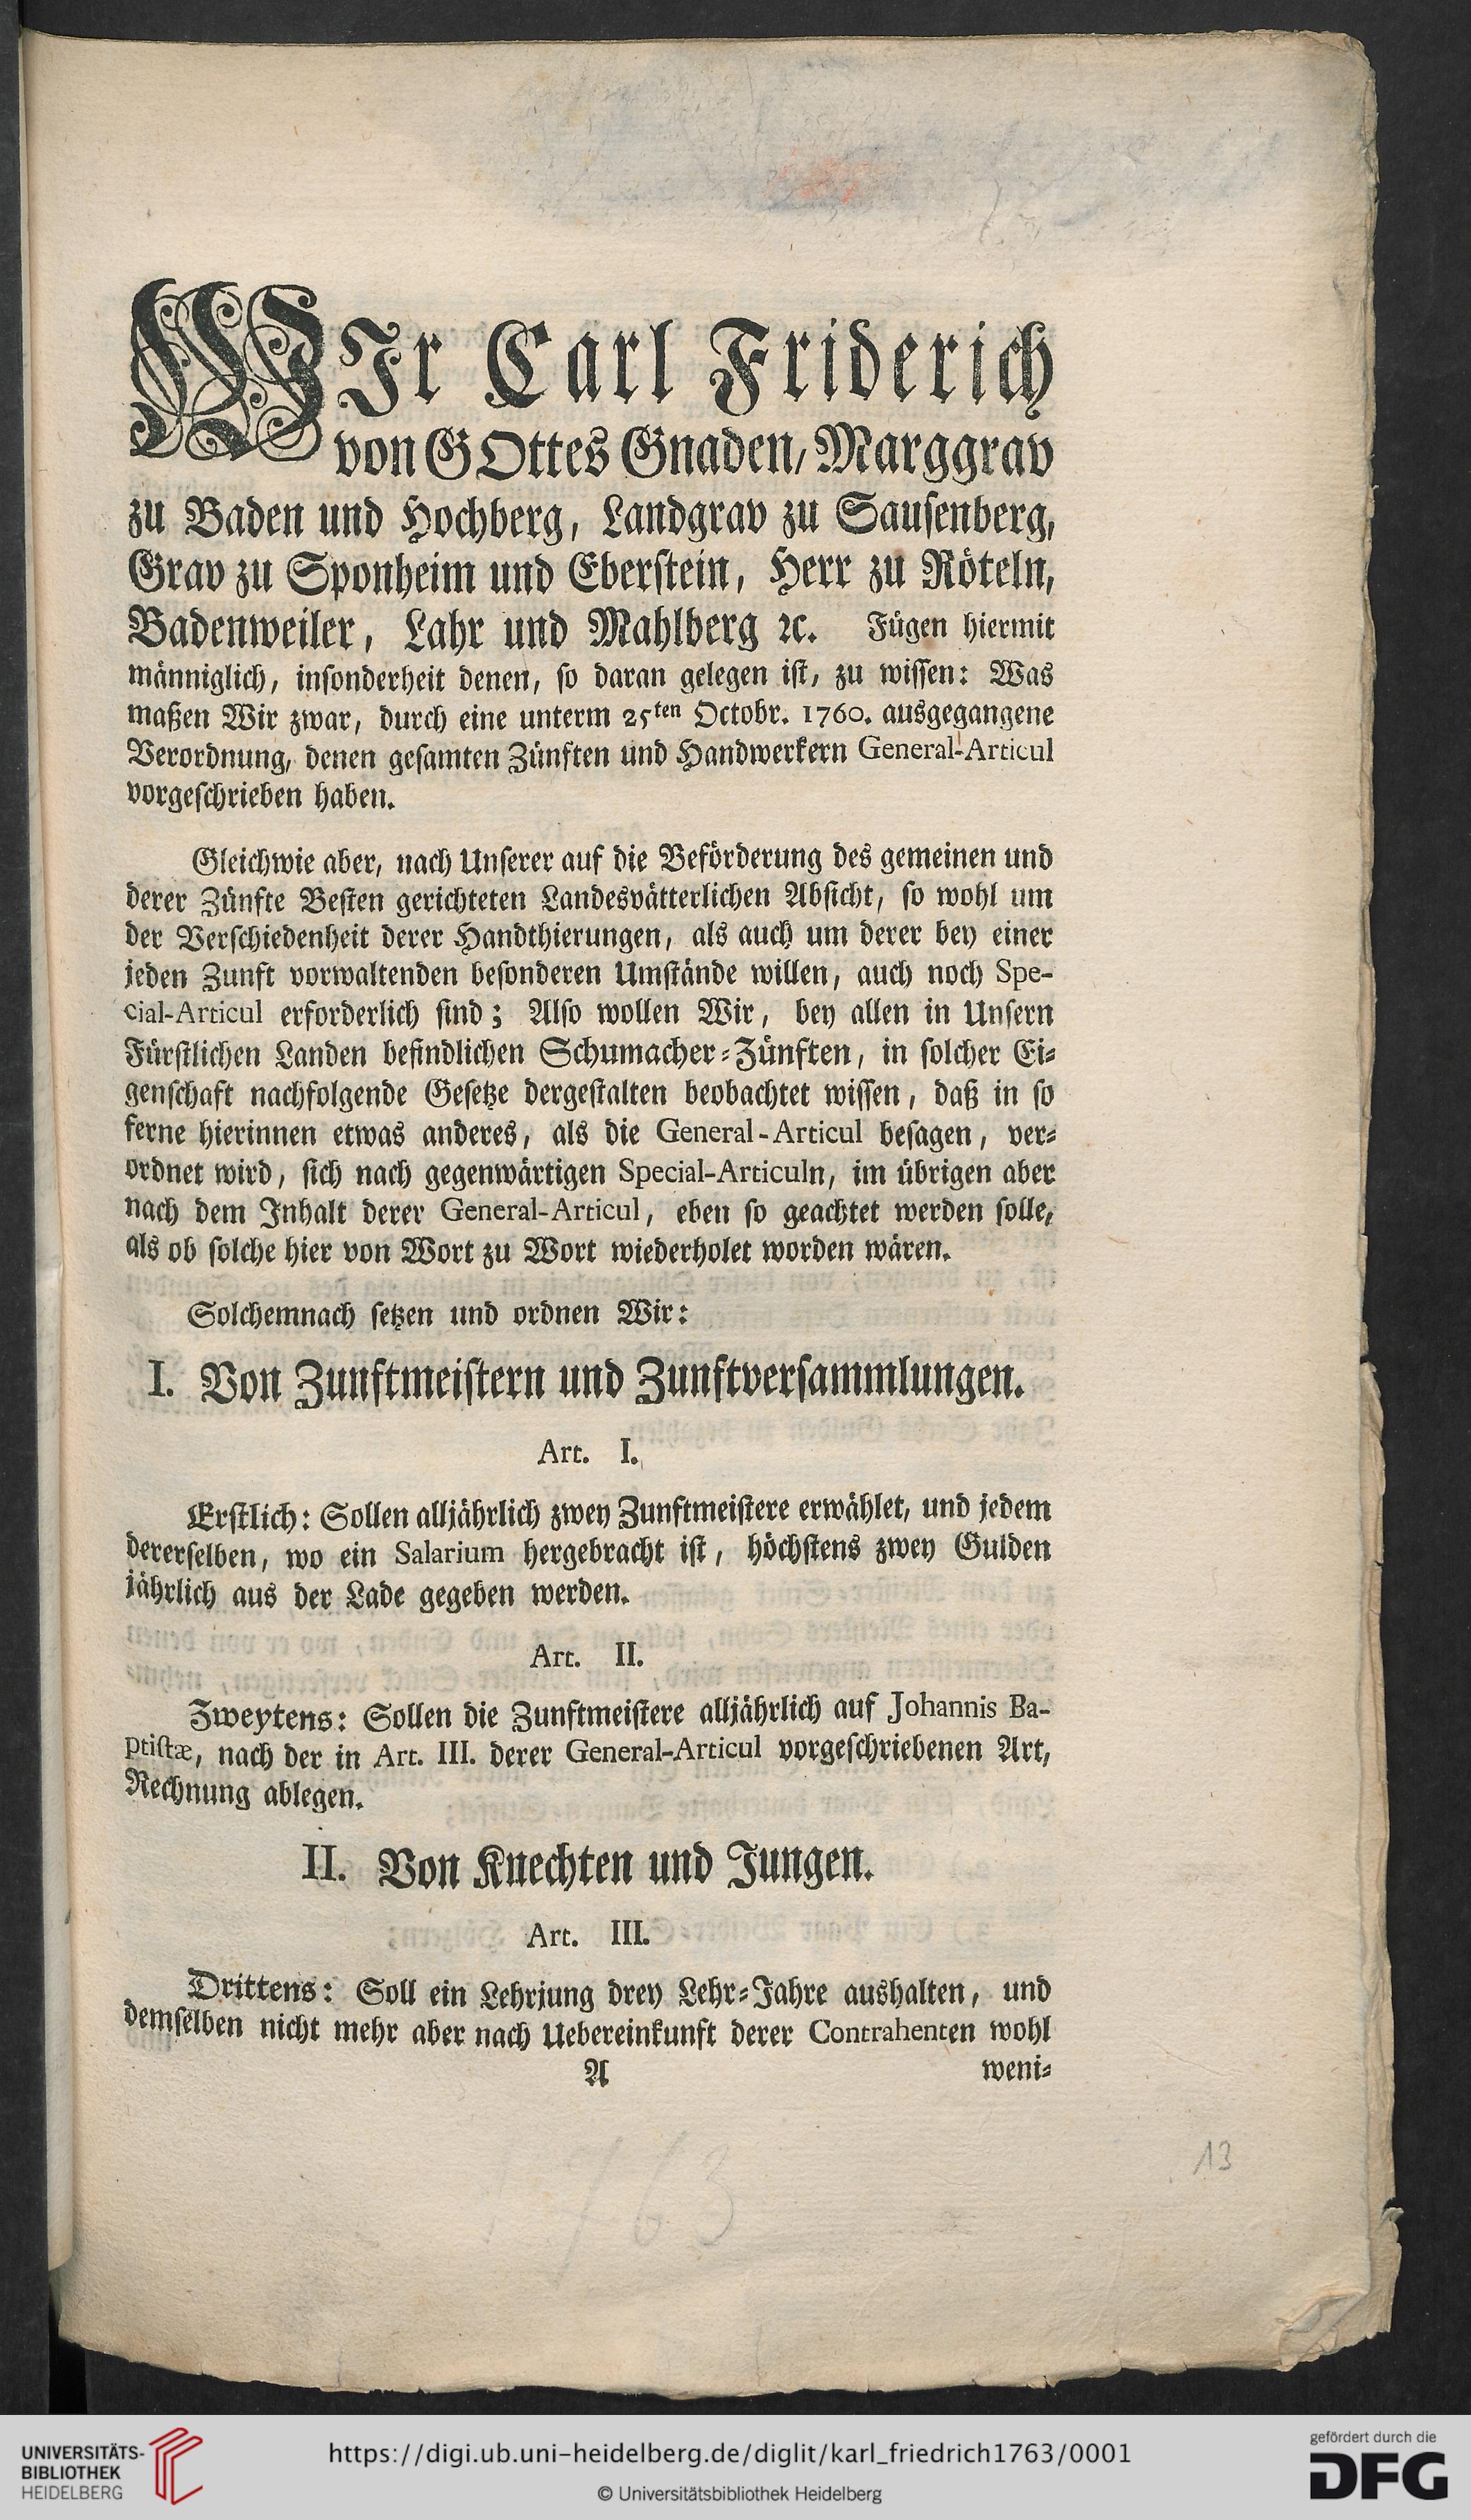 WIr Carl Friderich
von GOttes Gnaden, Marggrav
zu Baden und Hochberg, Landgrav zu Sausenberg,
Grav zu Sponheim und Eberstein, Herr zu Röteln,
Badenweiler, Lahr und Mahlberg ꝛc. Fügen hiermit
männiglich, insonderheit denen, so daran gelegen ist, zu wissen: Was
maßen Wir zwar, durch eine unterm 25ten Octobr. 1760. ausgegangene
Verordnung, denen gesamten Zünften und Handwerkern General-Articul
vorgeschrieben haben.
Gleichwie aber, nach Unserer auf die Beförderung des gemeinen und
derer Zünfte Besten gerichteten Landesvätterlichen Absicht, so wohl um
der Verschiedenheit derer Handthierungen, als auch um derer bey einer
jeden Zunft vorwaltenden besonderen Umstände willen, auch noch Spe-
cial-Articul erforderlich sind; Also wollen Wir, bey allen in Unsern
Fürstlichen Landen befindlichen Schumacher-Zünften, in solcher Ei-
genschaft nachfolgende Gesetze dergestalten beobachtet wissen, daß in so
ferne hierinnen etwas anderes, als die General-Articul besagen, ver-
ordnet wird, sich nach gegenwärtigen Special-Articuln, im übrigen aber
nach dem Inhalt derer General-Articul, eben so geachtet werden solle,
als ob solche hier von Wort zu Wort wiederholet worden wären.
Solchemnach setzen und ordnen Wir:
I. Von Zunftmeistern und Zunftversammlungen.
Art. I.
Erstlich: Sollen alljährlich zwey Zunftmeistere erwählet, und jedem
dererselben, wo ein Salarium hergebracht ist, höchstens zwey Gulden
jährlich aus der Lade gegeben werden.
Art. II.
Zweytens: Sollen die Zunftmeistere alljährlich auf Johannis Ba-
ptistæ, nach der in Art. III. derer General-Articul vorgeschriebenen Art,
Rechnung ablegen.
II. Von Knechten und Jungen.
Art. III.
Drittens: Soll ein Lehrjung drey Lehr-Jahre aushalten, und
demselben nicht mehr aber nach Uebereinkunft derer Contrahenten wohl
A weni-
13
1763
UNIVERSITÄTS-
BIBLIOTHEK
HEIDELBERG
https://digi.ub.uni-heidelberg.de/diglit/karl_friedrich1763/0001
© Universitätsbibliothek Heidelberg
gefördert durch die
DFG